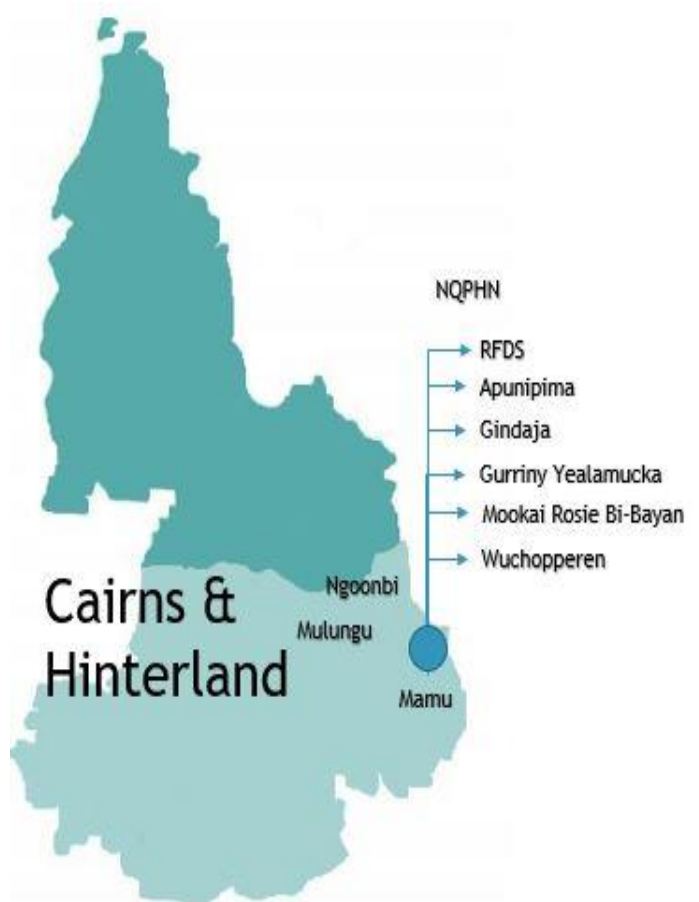 NQPHN
RFDS
Apunipima
Gindaja
Gurriny Yealamucka
Mookai Rosie Bi-Bayan
Wuchopperen
Cairns &
Hinterland
Ngoonbi
Mulungu
Mamu